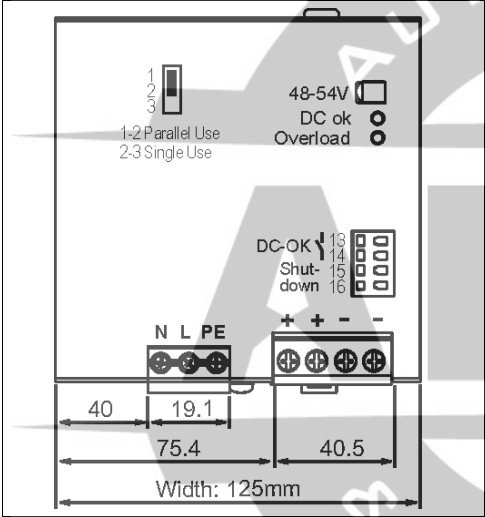 1
2
3
1-2 Parallel Use
2-3 Single Use
48-54V
DC ok
Overload
DC-OK
13
14
Shut-
down
15
16
+ + - -
N L PE
40
19.1
75.4
40.5
Width: 125mm